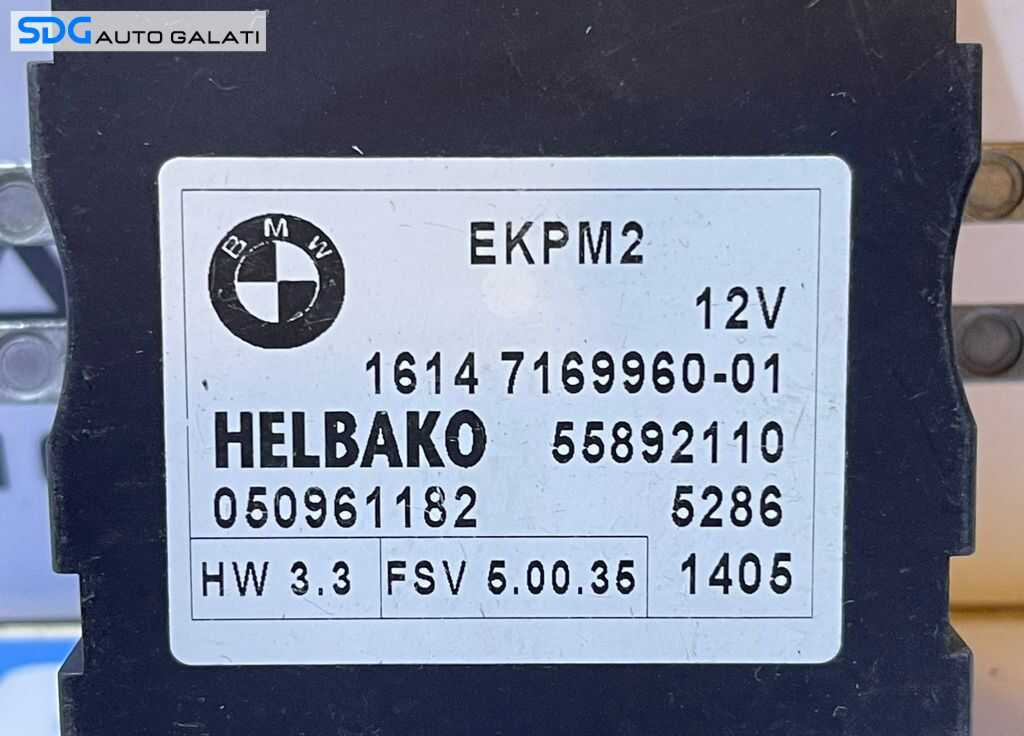 SDG AUTO GALATI
BMW
EKPM2
12V
1614 7169960-01
HELBAKO 55892110
050961182 5286
HW 3.3 FSV 5.00.35 1405